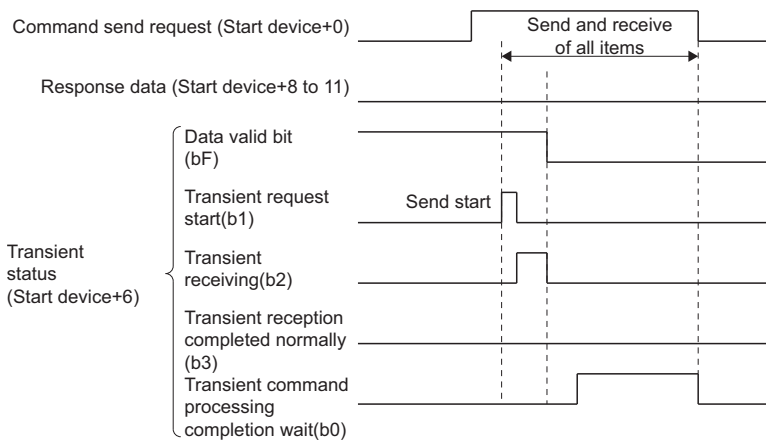 Command send request (Start device+0)
Send and receive
of all items
Response data (Start device+8 to 11)
Data valid bit
(bF)
Transient request
start(b1)
Send start
Transient
status
(Start device+6)
Transient
receiving(b2)
Transient reception
completed normally
(b3)
Transient command
processing
completion wait(b0)